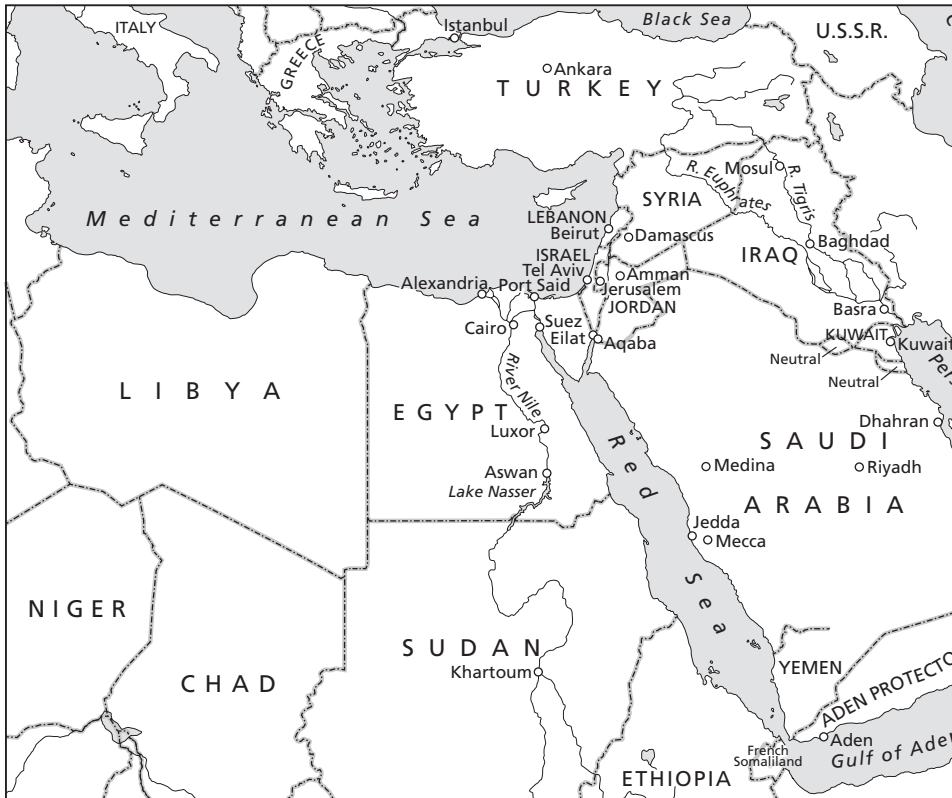 ITALY
Istanbul
Black Sea
U.S.S.R.
GREECE
Ankara
TURKEY
Mosul
R. Euphrates
R. Tigris
SYRIA
Mediterranean Sea
LEBANON
Beirut
Damascus
Baghdad
IRAQ
ISRAEL
Tel Aviv
Amman
Alexandria
Port Said
Jerusalem
JORDAN
Basra
Cairo
Suez
Eilat
Aqaba
KUWAIT
Kuwait
Neutral
Neutral
Per
LIBYA
River Nile
EGYPT
Luxor
Dhahran
SAUDI
ARABIA
Medina
Riyadh
Aswan
Lake Nasser
Red Sea
Jedda
Mecca
NIGER
CHAD
SUDAN
Khartoum
YEMEN
ADEN PROTECTO
Aden
French
Somaliland
Gulf of Aden
ETHIOPIA